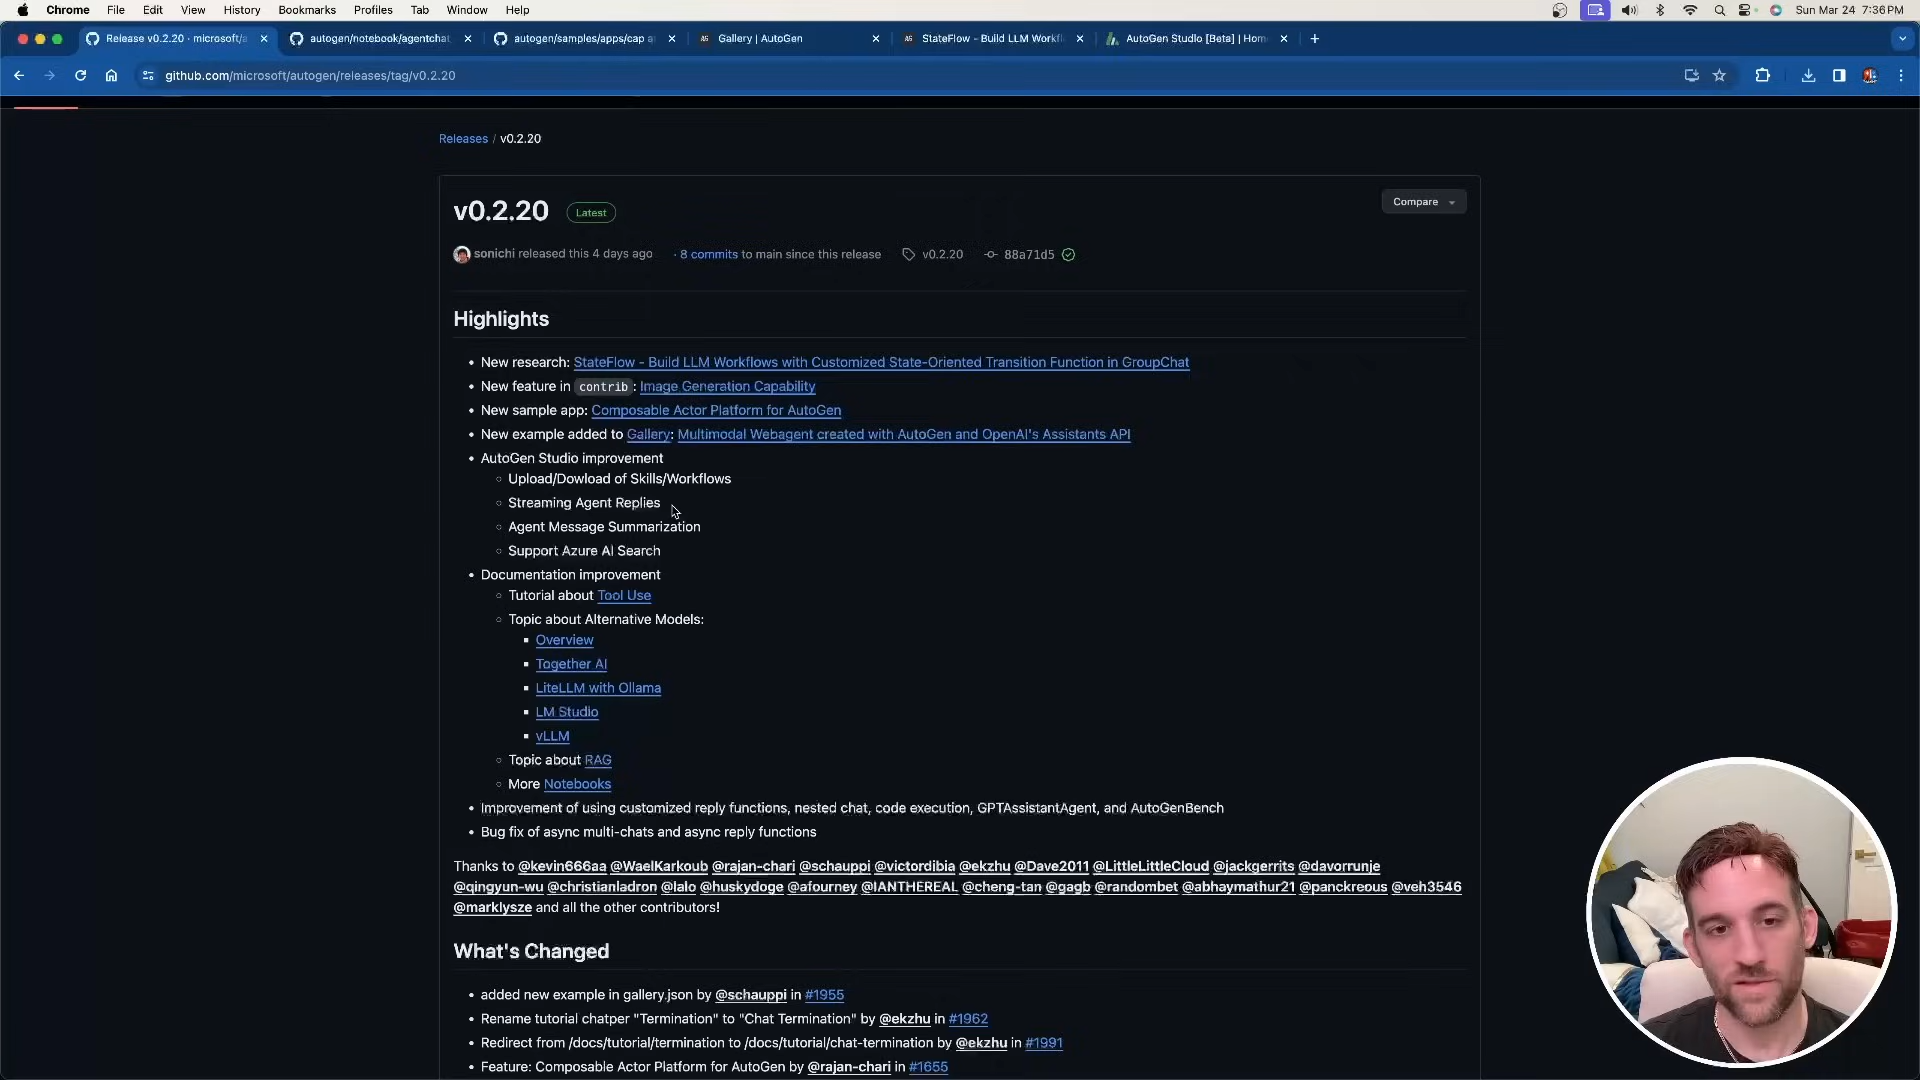 Chrome File Edit View History Bookmarks Profiles Tab Window Help Sun Mar 24 7:36 PM
Release v0.2.20 · microsoft/a autogen/notebook/agentchat autogen/samples/apps/cap a Gallery | AutoGen StateFlow - Build LLM Workfl AutoGen Studio [Beta] | Hom
github.com/microsoft/autogen/releases/tag/v0.2.20
Releases / v0.2.20
v0.2.20 Latest Compare
sonichi released this 4 days ago · 8 commits to main since this release v0.2.20 88a71d5
Highlights
• New research: StateFlow - Build LLM Workflows with Customized State-Oriented Transition Function in GroupChat
• New feature in contrib: Image Generation Capability
• New sample app: Composable Actor Platform for AutoGen
• New example added to Gallery: Multimodal Webagent created with AutoGen and OpenAI's Assistants API
• AutoGen Studio improvement
◦ Upload/Dowload of Skills/Workflows
◦ Streaming Agent Replies
◦ Agent Message Summarization
◦ Support Azure AI Search
• Documentation improvement
◦ Tutorial about Tool Use
◦ Topic about Alternative Models:
▪ Overview
▪ Together AI
▪ LiteLLM with Ollama
▪ LM Studio
▪ vLLM
◦ Topic about RAG
◦ More Notebooks
• Improvement of using customized reply functions, nested chat, code execution, GPTAssistantAgent, and AutoGenBench
• Bug fix of async multi-chats and async reply functions
Thanks to @kevin666aa @WaelKarkoub @rajan-chari @schauppi @victordibia @ekzhu @Dave2011 @LittleLittleCloud @jackgerrits @davorrunje
@qingyun-wu @christianladron @lalo @huskydoge @afourney @IANTHEREAL @cheng-tan @gagb @randombet @abhaymathur21 @panckreous @veh3546
@marklysze and all the other contributors!
What's Changed
• added new example in gallery.json by @schauppi in #1955
• Rename tutorial chatper "Termination" to "Chat Termination" by @ekzhu in #1962
• Redirect from /docs/tutorial/termination to /docs/tutorial/chat-termination by @ekzhu in #1991
• Feature: Composable Actor Platform for AutoGen by @rajan-chari in #1655